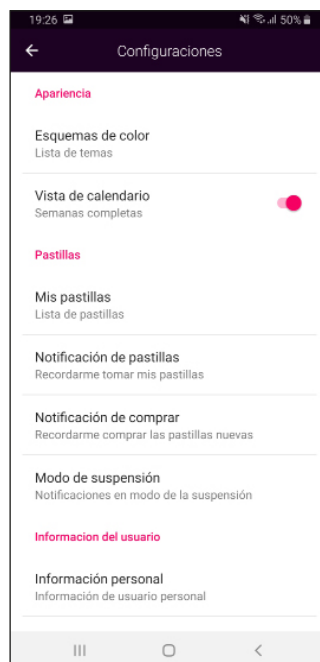 19:26 50%
Configuraciones
Apariencia
Esquemas de color
Lista de temas
Vista de calendario
Semanas completas
Pastillas
Mis pastillas
Lista de pastillas
Notificación de pastillas
Recordarme tomar mis pastillas
Notificación de comprar
Recordarme comprar las pastillas nuevas
Modo de suspensión
Notificaciones en modo de la suspensión
Informacion del usuario
Información personal
Información de usuario personal